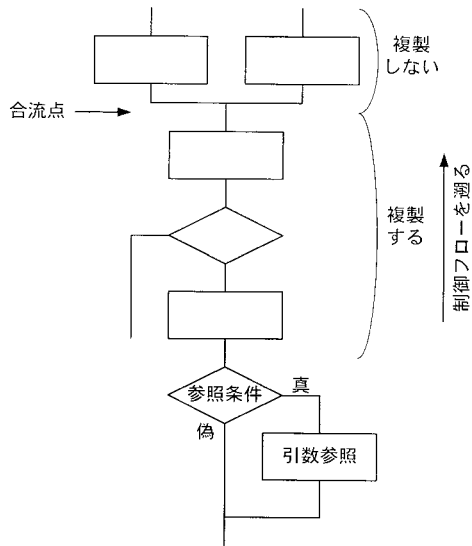 複製
しない
合流点
複製
する
制御フローを遡る
参照条件
真
偽
引数参照